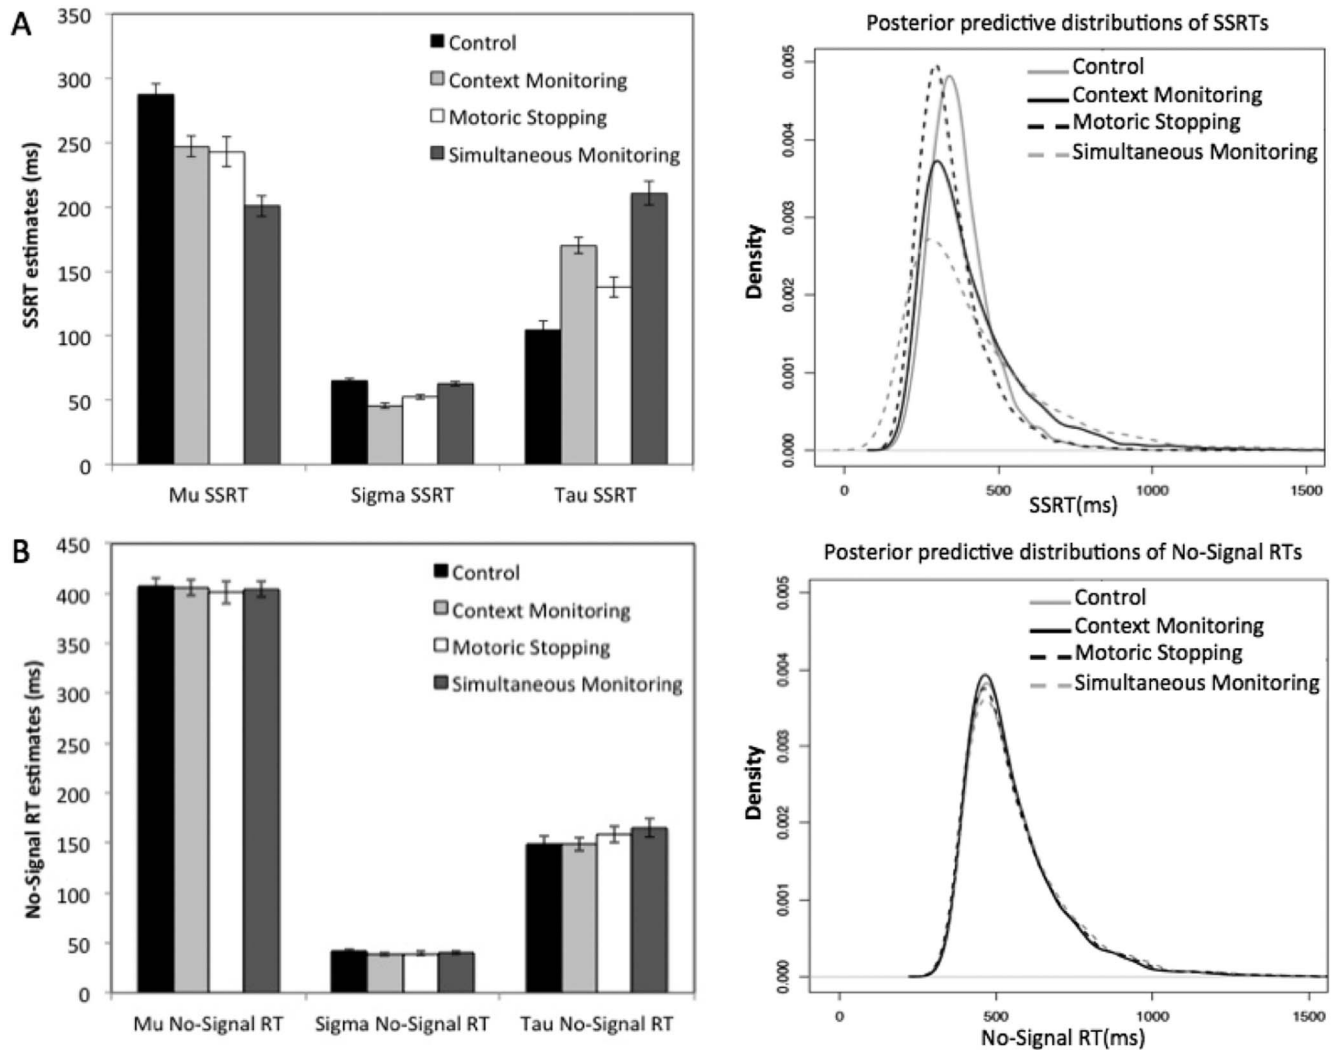 A
SSRT estimates (ms)
350
300
250
200
150
100
50
0
Control
Context Monitoring
Motoric Stopping
Simultaneous Monitoring
Mu SSRT
Sigma SSRT
Tau SSRT
Posterior predictive distributions of SSRTs
Density
0.005
0.004
0.003
0.002
0.001
0.000
Control
Context Monitoring
Motoric Stopping
Simultaneous Monitoring
0 500 1000 1500
SSRT(ms)
B
No-Signal RT estimates (ms)
450
400
350
300
250
200
150
100
50
0
Control
Context Monitoring
Motoric Stopping
Simultaneous Monitoring
Mu No-Signal RT
Sigma No-Signal RT
Tau No-Signal RT
Posterior predictive distributions of No-Signal RTs
Density
0.005
0.004
0.003
0.002
0.001
0.000
Control
Context Monitoring
Motoric Stopping
Simultaneous Monitoring
0 500 1000 1500
No-Signal RT(ms)